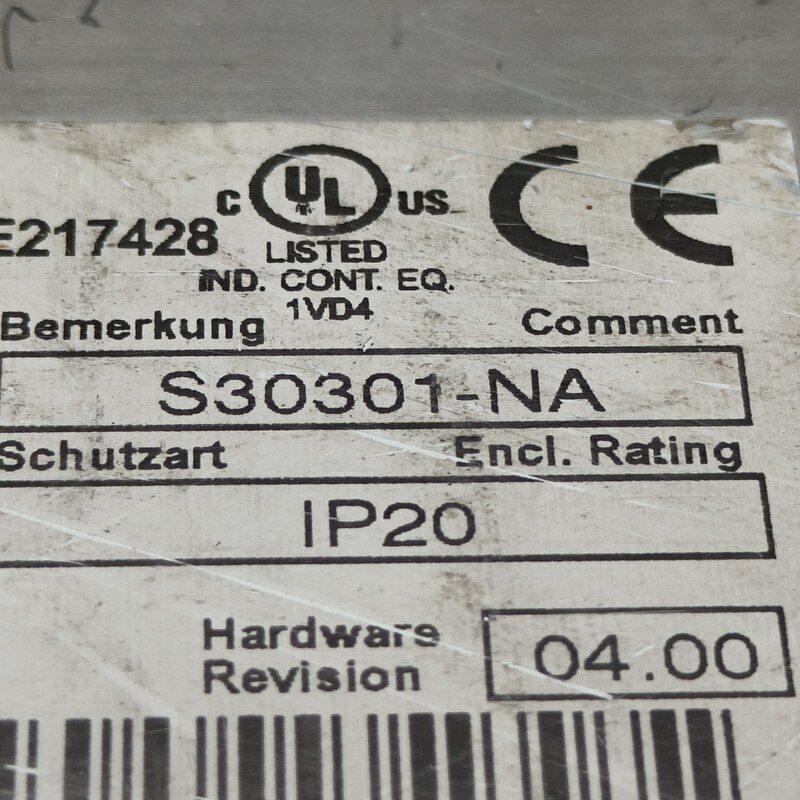 C UL US CE
E217428
LISTED
IND. CONT. EQ.
1VD4
Bemerkung Comment
S30301-NA
Schutzart Encl. Rating
IP20
Hardware
Revision 04.00